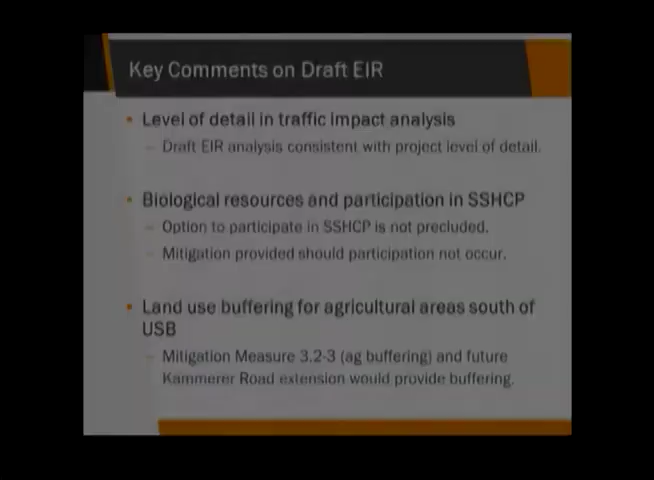 Key Comments on Draft EIR
Level of detail in traffic impact analysis
– Draft EIR analysis consistent with project level of detail.
Biological resources and participation in SSHCP
– Option to participate in SSHCP is not precluded.
– Mitigation provided should participation not occur.
Land use buffering for agricultural areas south of
USB
– Mitigation Measure 3.2-3 (ag buffering) and future
Kammerer Road extension would provide buffering.